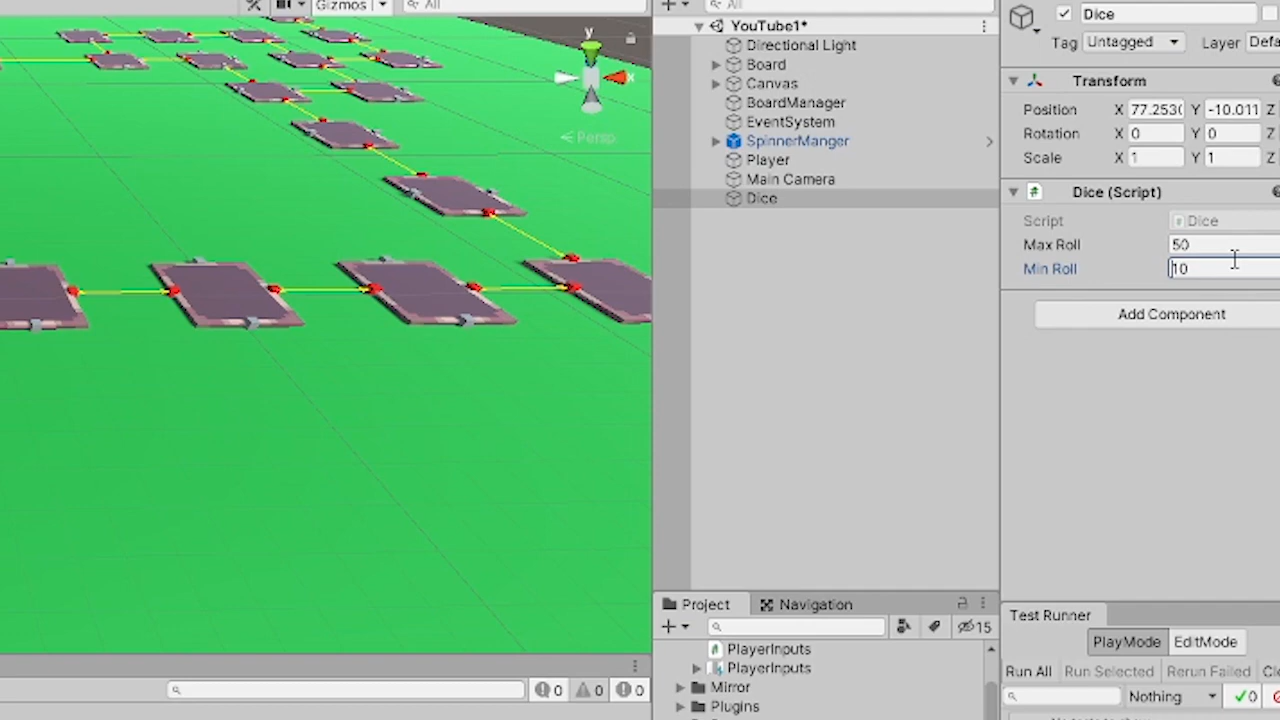 Gizmos
All
y
x
Persp
0
0
0
All
YouTube1*
Directional Light
Board
Canvas
BoardManager
EventSystem
SpinnerManger
Player
Main Camera
Dice
Project
Navigation
15
PlayerInputs
PlayerInputs
Mirror
Plugins
Dice
Tag Untagged Layer Defa
Transform
Position X 77.253( Y -10.011 Z
Rotation X 0 Y 0 Z
Scale X 1 Y 1 Z
# Dice (Script)
Script Dice
Max Roll 50
Min Roll 10
Add Component
Test Runner
PlayMode EditMode
Run All Run Selected Rerun Failed Cl
Nothing 0